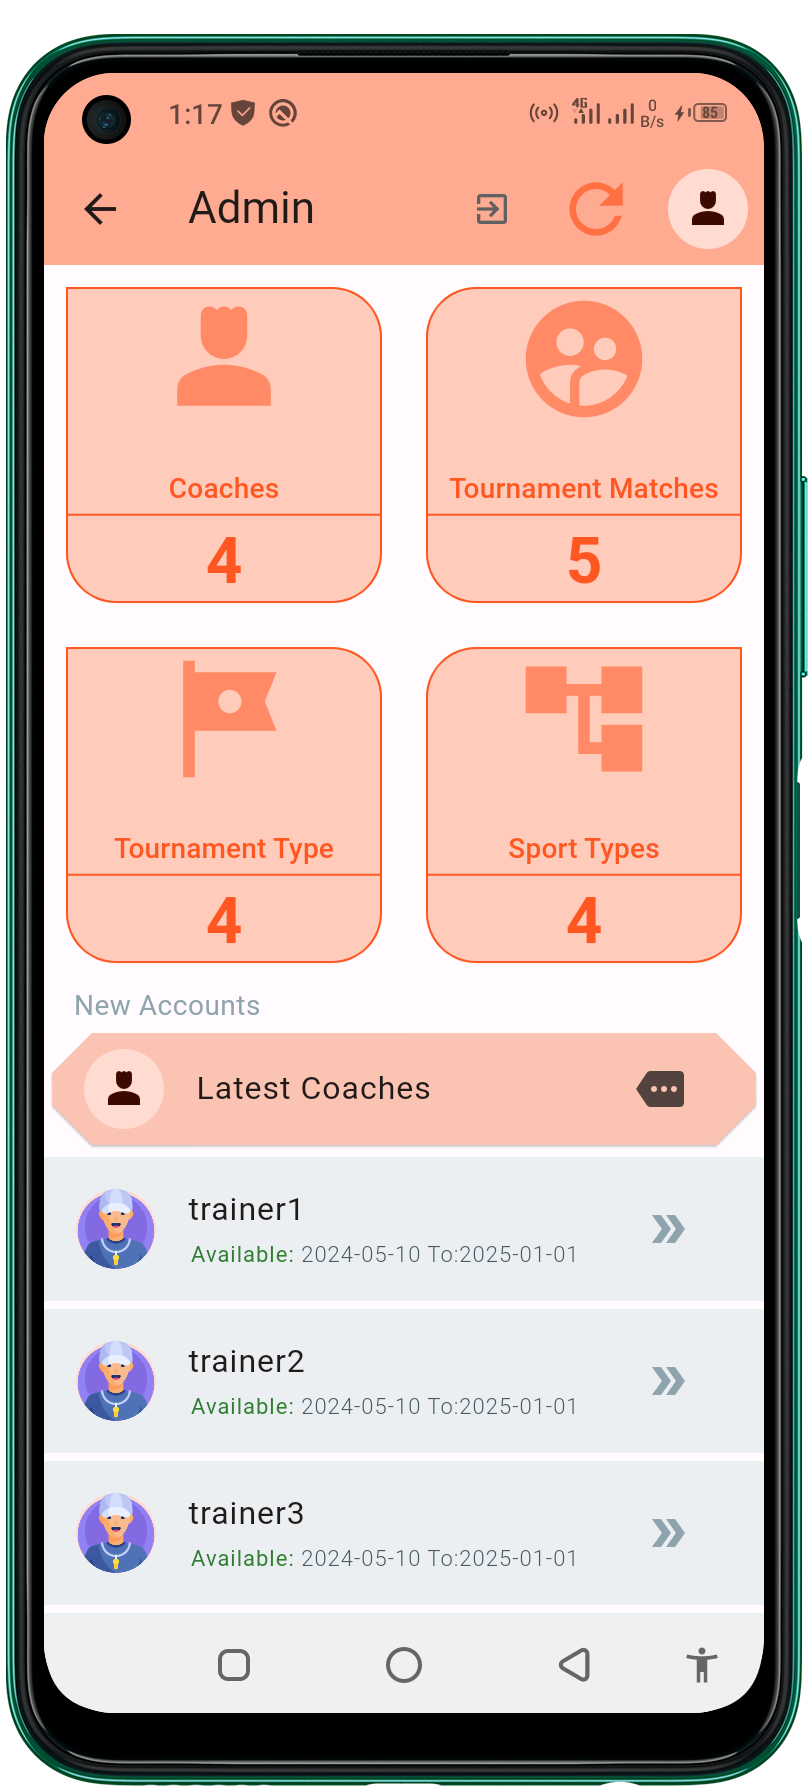 1:17 4G 0 B/s 85
Admin
Coaches
4
Tournament Matches
5
Tournament Type
4
Sport Types
4
New Accounts
Latest Coaches
trainer1
Available: 2024-05-10 To:2025-01-01
trainer2
Available: 2024-05-10 To:2025-01-01
trainer3
Available: 2024-05-10 To:2025-01-01